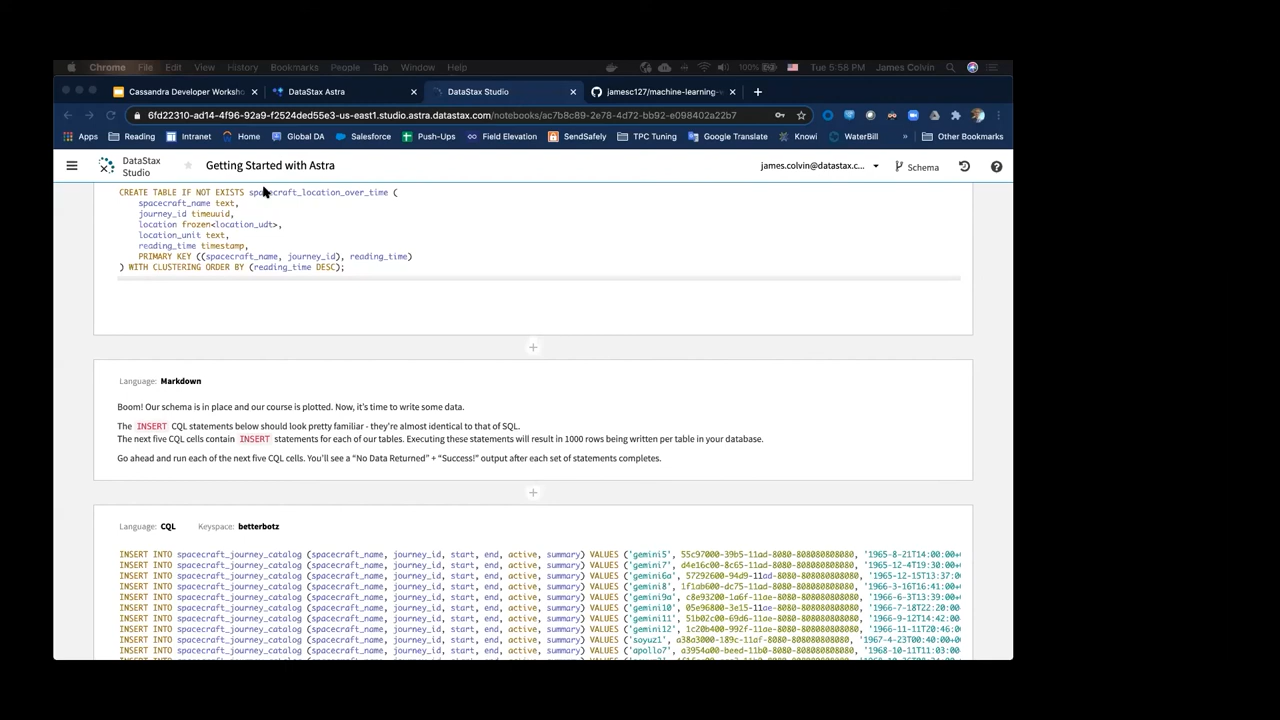 Chrome File Edit View History Bookmarks People Tab Window Help 100% Tue 5:58 PM James Colvin
Cassandra Developer Worksho DataStax Astra DataStax Studio jamesc127/machine-learning-
6fd22310-ad14-4f96-92a9-f2524ded55e3-us-east1.studio.astra.datastax.com/notebooks/ac7b8c89-2e78-4d72-bb92-e098402a22b7
Apps Reading Intranet Home Global DA Salesforce Push-Ups Field Elevation SendSafely TPC Tuning Google Translate Knowi WaterBill » Other Bookmarks
DataStax
Studio
Getting Started with Astra
james.colvin@datastax.c...
Schema
CREATE TABLE IF NOT EXISTS spacecraft_location_over_time (
spacecraft_name text,
journey_id timeuuid,
location frozen<location_udt>,
location_unit text,
reading_time timestamp,
PRIMARY KEY ((spacecraft_name, journey_id), reading_time)
) WITH CLUSTERING ORDER BY (reading_time DESC);
Language: Markdown
Boom! Our schema is in place and our course is plotted. Now, it's time to write some data.
The INSERT CQL statements below should look pretty familiar - they're almost identical to that of SQL.
The next five CQL cells contain INSERT statements for each of our tables. Executing these statements will result in 1000 rows being written per table in your database.
Go ahead and run each of the next five CQL cells. You'll see a “No Data Returned” + “Success!” output after each set of statements completes.
Language: CQL Keyspace: betterbotz
INSERT INTO spacecraft_journey_catalog (spacecraft_name, journey_id, start, end, active, summary) VALUES ('gemini5', 55c97000-39b5-11ad-8080-808080808080, '1965-8-21T14:00:00+
INSERT INTO spacecraft_journey_catalog (spacecraft_name, journey_id, start, end, active, summary) VALUES ('gemini7', d4e16c00-8c65-11ad-8080-808080808080, '1965-12-4T19:30:00+
INSERT INTO spacecraft_journey_catalog (spacecraft_name, journey_id, start, end, active, summary) VALUES ('gemini6a', 57292600-94d9-11ad-8080-808080808080, '1965-12-15T13:37:0
INSERT INTO spacecraft_journey_catalog (spacecraft_name, journey_id, start, end, active, summary) VALUES ('gemini8', 1f1ab600-dc75-11ad-8080-808080808080, '1966-3-16T16:41:00+
INSERT INTO spacecraft_journey_catalog (spacecraft_name, journey_id, start, end, active, summary) VALUES ('gemini9a', c8e93200-1a6f-11ae-8080-808080808080, '1966-6-3T13:39:00+
INSERT INTO spacecraft_journey_catalog (spacecraft_name, journey_id, start, end, active, summary) VALUES ('gemini10', 05e96800-3e15-11ae-8080-808080808080, '1966-7-18T22:20:00
INSERT INTO spacecraft_journey_catalog (spacecraft_name, journey_id, start, end, active, summary) VALUES ('gemini11', 51b02c00-69d6-11ae-8080-808080808080, '1966-9-12T14:42:00
INSERT INTO spacecraft_journey_catalog (spacecraft_name, journey_id, start, end, active, summary) VALUES ('gemini12', 1c20b400-992f-11ae-8080-808080808080, '1966-11-11T20:46:0
INSERT INTO spacecraft_journey_catalog (spacecraft_name, journey_id, start, end, active, summary) VALUES ('soyuz1', a38a3000-189c-11af-8080-808080808080, '1967-4-23T00:40:00+0
INSERT INTO spacecraft_journey_catalog (spacecraft_name, journey_id, start, end, active, summary) VALUES ('apollo7', a3954a00-beed-11b0-8080-808080808080, '1968-10-11T11:03:00